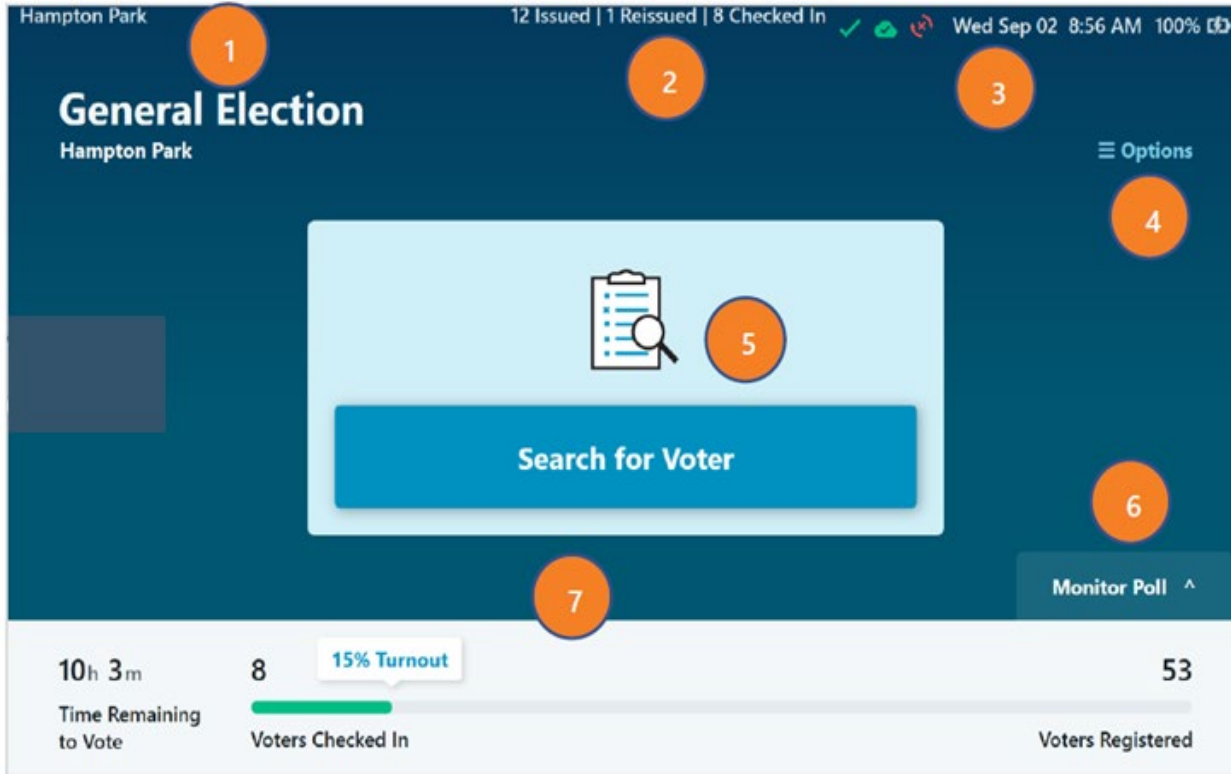 Hampton Park
12 Issued | 1 Reissued | 8 Checked In
Wed Sep 02 8:56 AM 100%
1
2
3
General Election
Hampton Park
☰ Options
4
5
Search for Voter
6
Monitor Poll ^
7
10h 3m
8
15% Turnout
53
Time Remaining
to Vote
Voters Checked In
Voters Registered